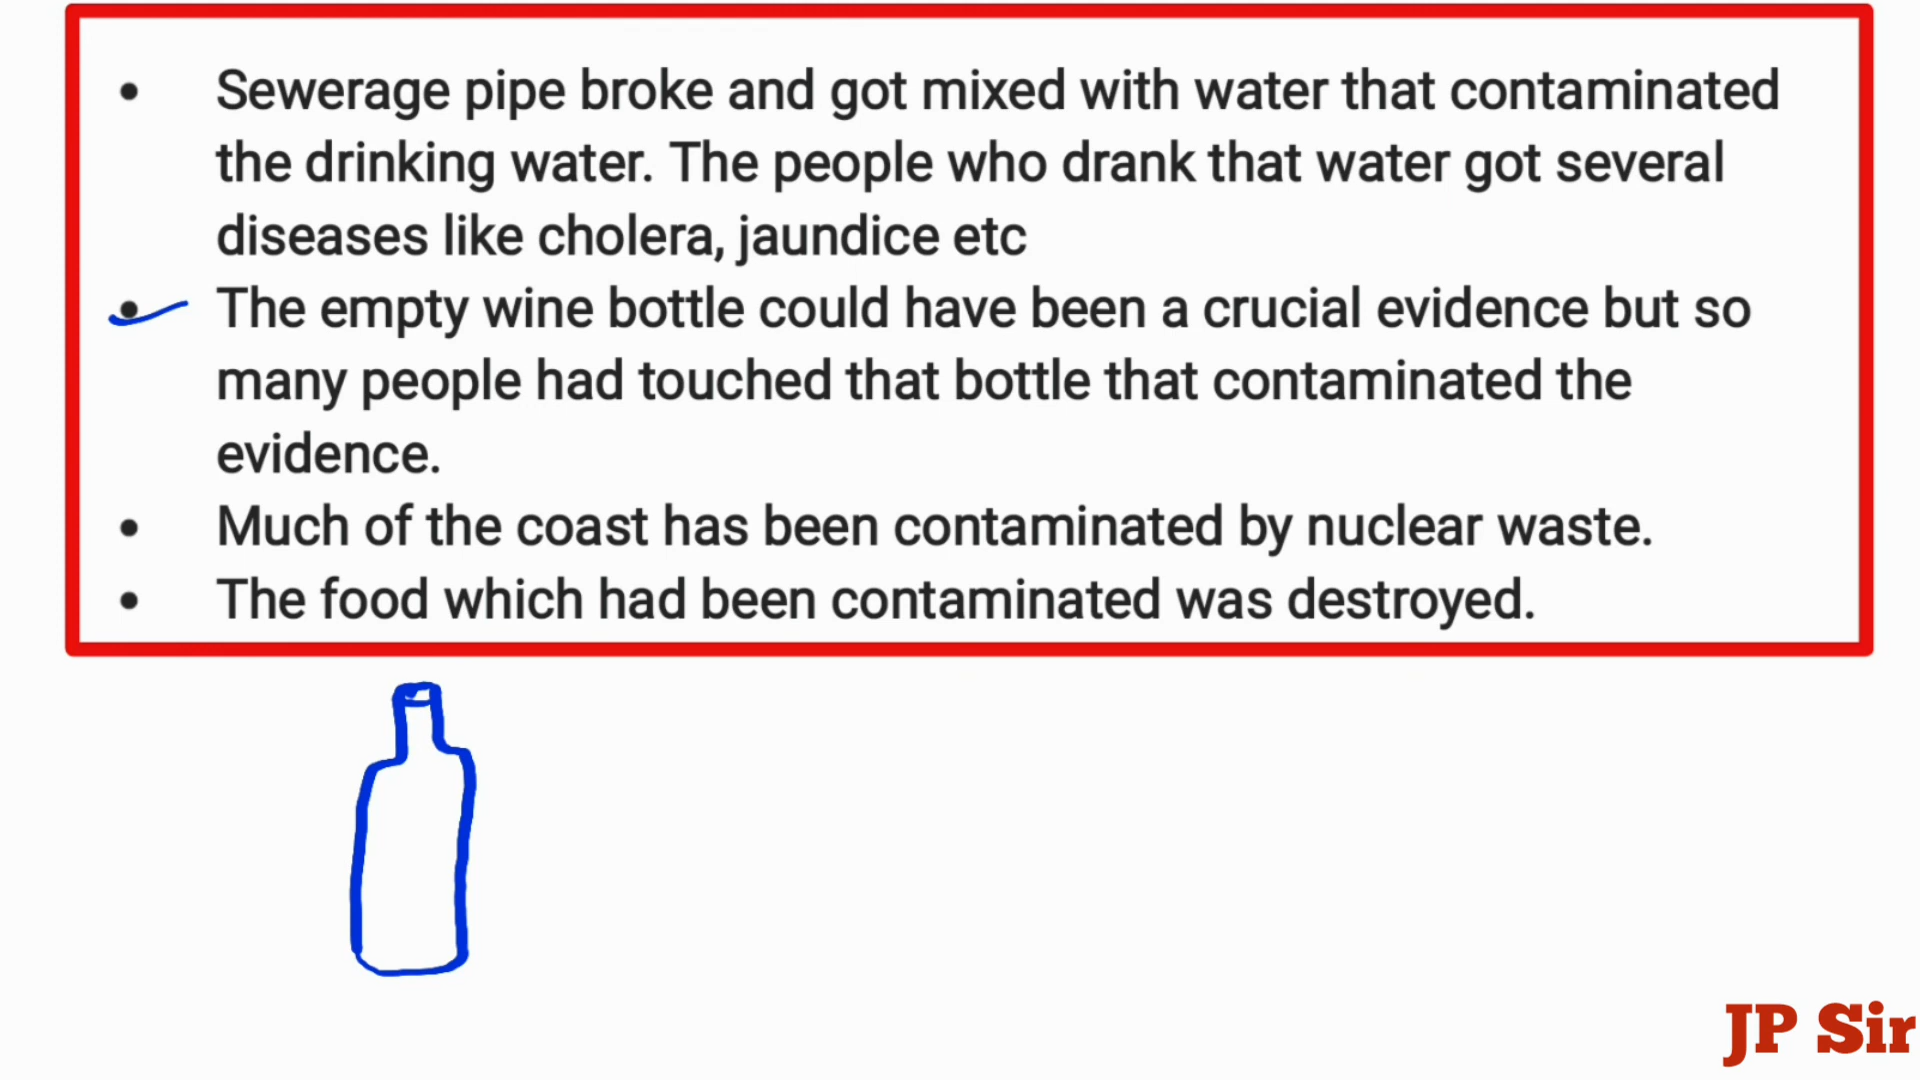 • Sewerage pipe broke and got mixed with water that contaminated
the drinking water. The people who drank that water got several
diseases like cholera, jaundice etc
• The empty wine bottle could have been a crucial evidence but so
many people had touched that bottle that contaminated the
evidence.
• Much of the coast has been contaminated by nuclear waste.
• The food which had been contaminated was destroyed.
JP Sir